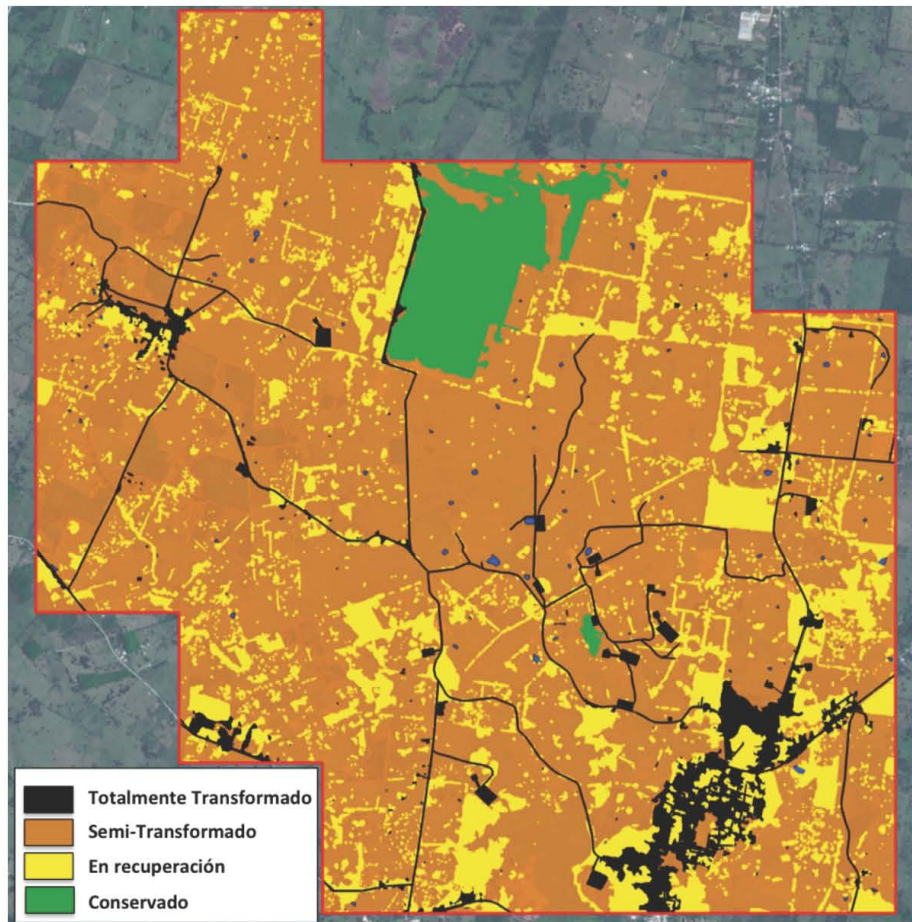 Totalmente Transformado
Semi-Transformado
En recuperación
Conservado